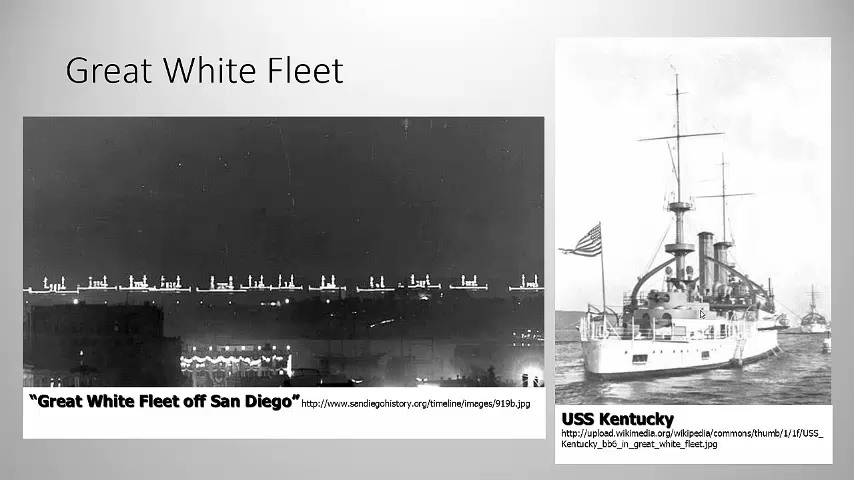 Great White Fleet
“Great White Fleet off San Diego” http://www.sandiegohistory.org/timeline/images/919b.jpg
USS Kentucky
http://upload.wikimedia.org/wikipedia/commons/thumb/1/1f/USS_
Kentucky_bb6_in_great_white_fleet.jpg